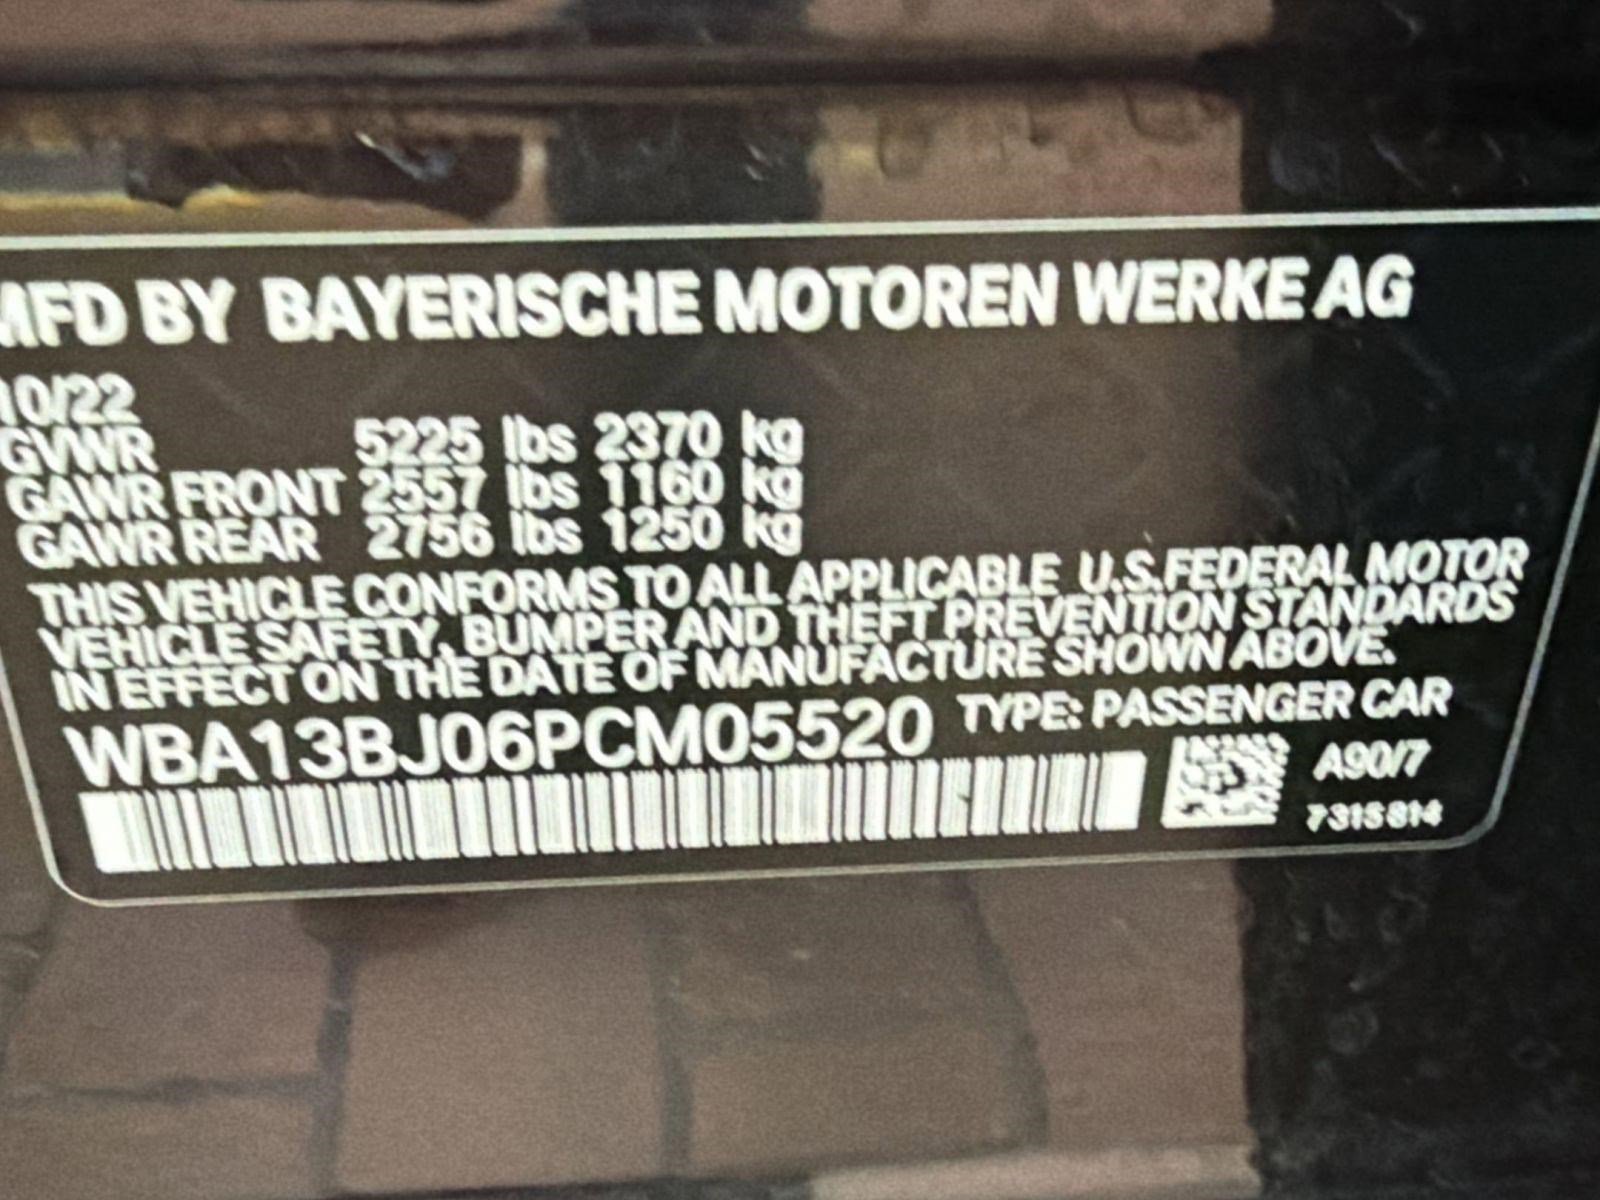 MFD BY BAYERISCHE MOTOREN WERKE AG
10/22
GVWR 5225 lbs 2370 kg
GAWR FRONT 2557 lbs 1160 kg
GAWR REAR 2756 lbs 1250 kg
THIS VEHICLE CONFORMS TO ALL APPLICABLE U.S.FEDERAL MOTOR
VEHICLE SAFETY, BUMPER AND THEFT PREVENTION STANDARDS
IN EFFECT ON THE DATE OF MANUFACTURE SHOWN ABOVE.
WBA13BJ06PCM05520 TYPE: PASSENGER CAR
A90/7
7315814